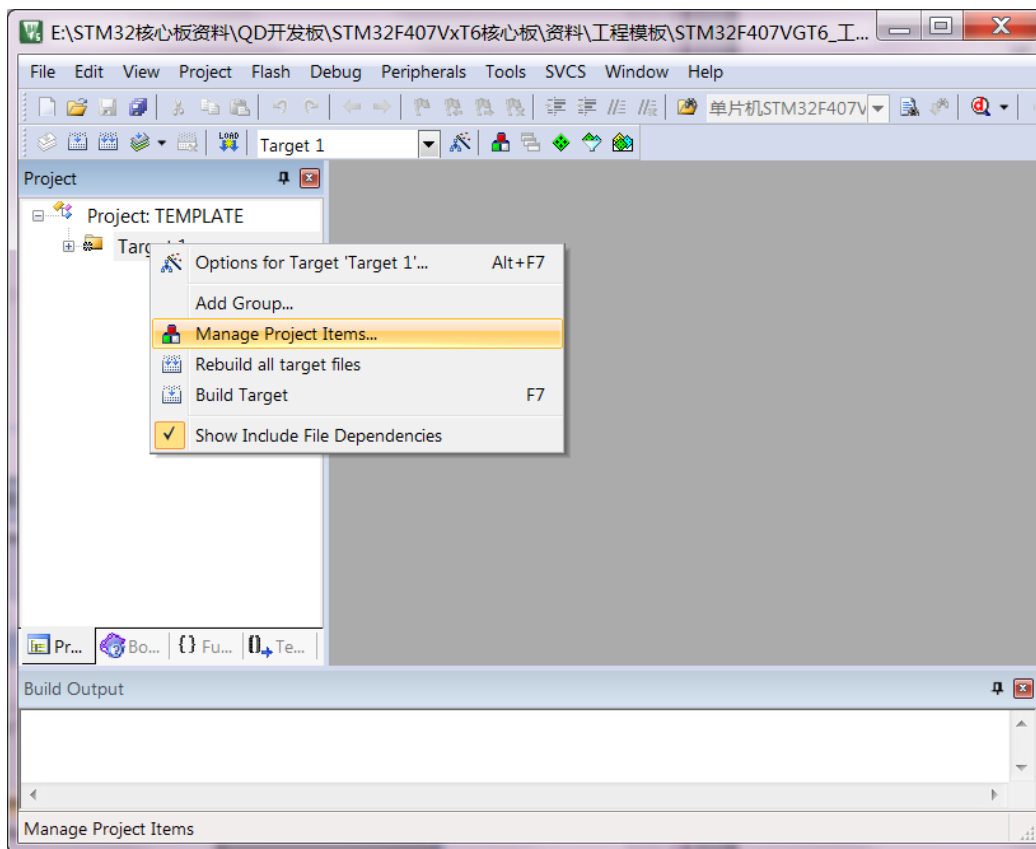 E:\STM32核心板资料\QD开发板\STM32F407VxT6核心板\资料\工程模板\STM32F407VGT6_工...
File Edit View Project Flash Debug Peripherals Tools SVCS Window Help
单片机STM32F407V
LOAD
Target 1
Project
Project: TEMPLATE
Options for Target 'Target 1'... Alt+F7
Add Group...
Manage Project Items...
Rebuild all target files
Build Target F7
Show Include File Dependencies
Pr... Bo... {} Fu... Te...
Build Output
Manage Project Items